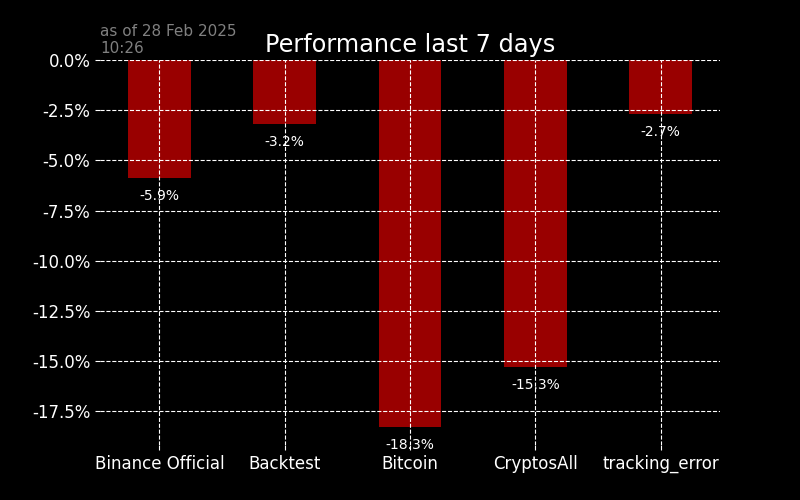 as of 28 Feb 2025
10:26
Performance last 7 days
0.0%
-2.5%
-5.0%
-7.5%
-10.0%
-12.5%
-15.0%
-17.5%
-5.9%
-3.2%
-18.3%
-15.3%
-2.7%
Binance Official
Backtest
Bitcoin
CryptosAll
tracking_error